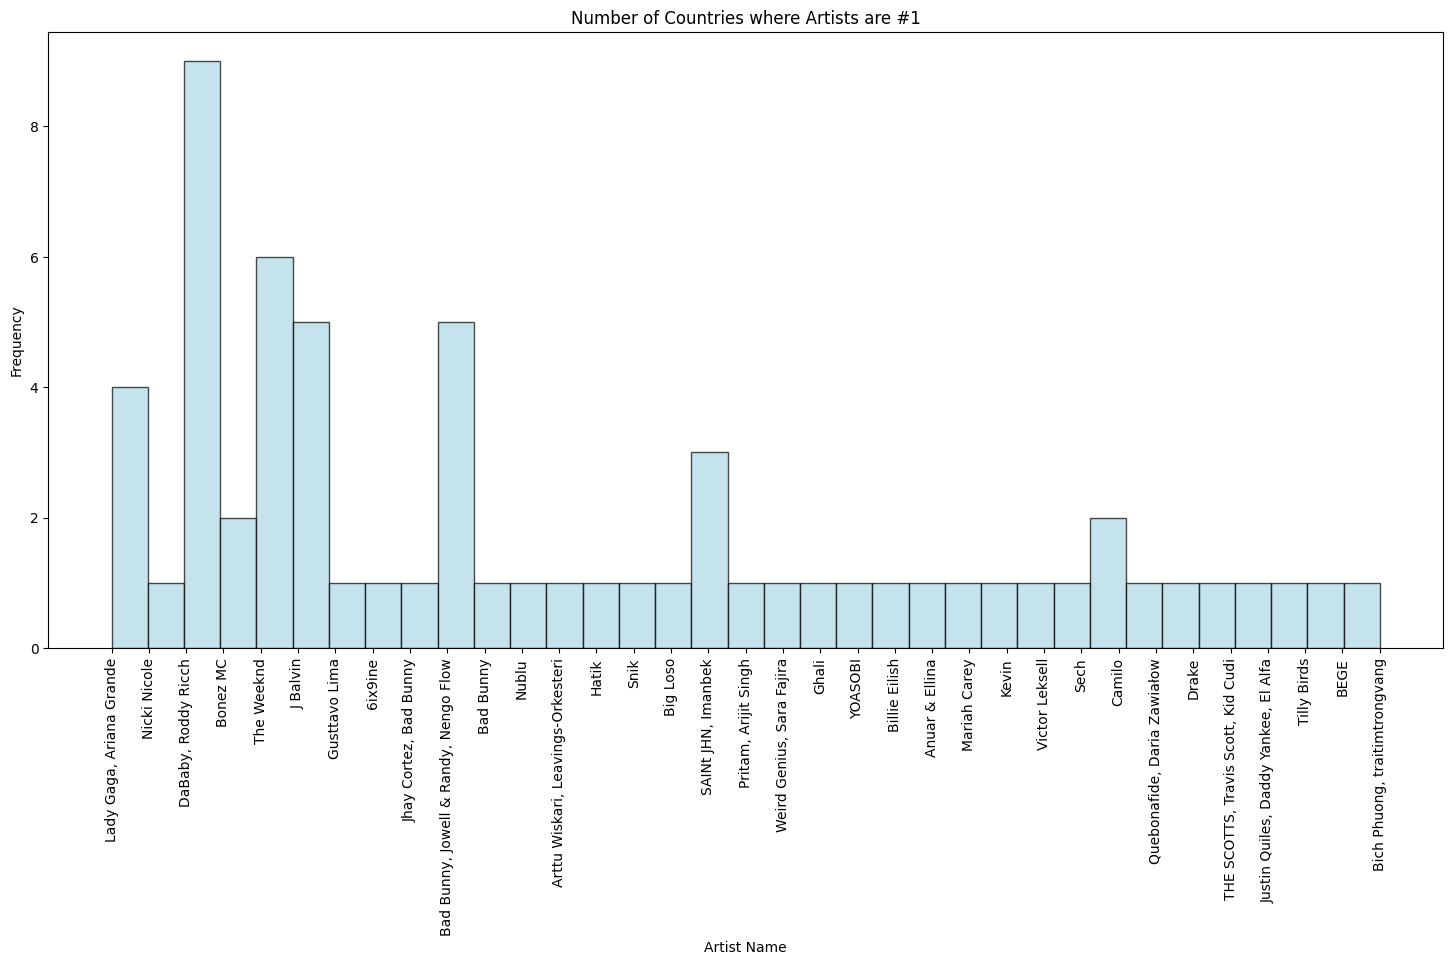 Number of Countries where Artists are #1
Frequency
8
6
4
2
0
Lady Gaga, Ariana Grande
Nicki Nicole
DaBaby, Roddy Ricch
Bonez MC
The Weeknd
J Balvin
Gusttavo Lima
6ix9ine
Jhay Cortez, Bad Bunny
Bad Bunny, Jowell & Randy, Nengo Flow
Bad Bunny
Nublu
Arttu Wiskari, Leavings-Orkesteri
Hatik
Snik
Big Loso
SAINt JHN, Imanbek
Pritam, Arijit Singh
Weird Genius, Sara Fajira
Ghali
YOASOBI
Billie Eilish
Anuar & Ellina
Mariah Carey
Kevin
Victor Leksell
Sech
Camilo
Quebonafide, Daria Zawiałow
Drake
THE SCOTTS, Travis Scott, Kid Cudi
Justin Quiles, Daddy Yankee, El Alfa
Tilly Birds
BEGE
Bich Phuong, traitimtrongvang
Artist Name